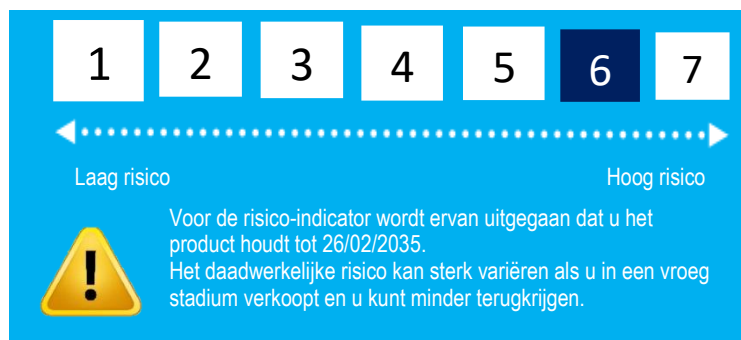 1 2 3 4 5 6 7
Laag risico Hoog risico
Voor de risico-indicator wordt ervan uitgegaan dat u het
product houdt tot 26/02/2035.
Het daadwerkelijke risico kan sterk variëren als u in een vroeg
stadium verkoopt en u kunt minder terugkrijgen.